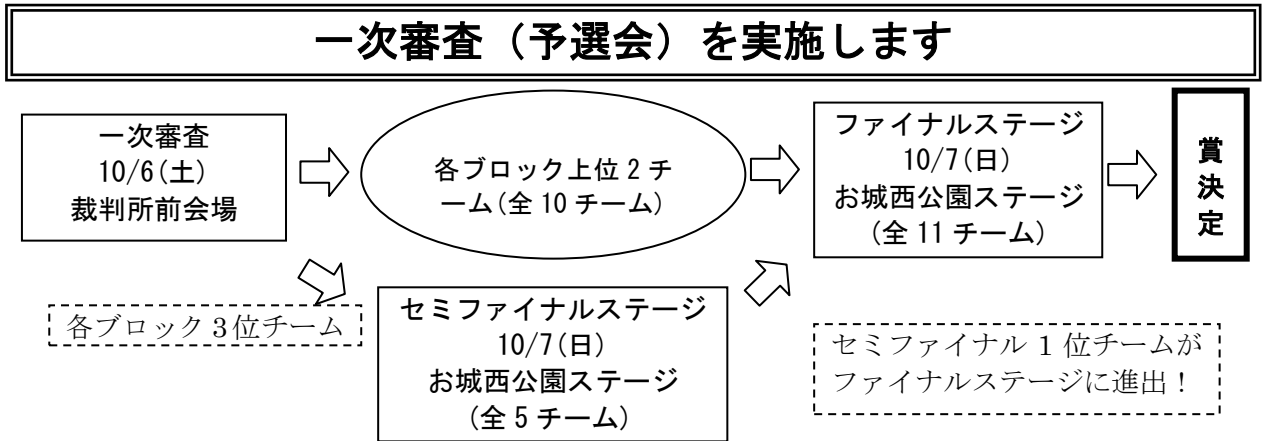 一次審査（予選会）を実施します
一次審査
10/6(土)
裁判所前会場
各ブロック上位 2 チ
ーム(全 10 チーム)
ファイナルステージ
10/7(日)
お城西公園ステージ
(全 11 チーム)
賞
決
定
各ブロック 3 位チーム
セミファイナルステージ
10/7(日)
お城西公園ステージ
(全 5 チーム)
セミファイナル 1 位チームが
ファイナルステージに進出！